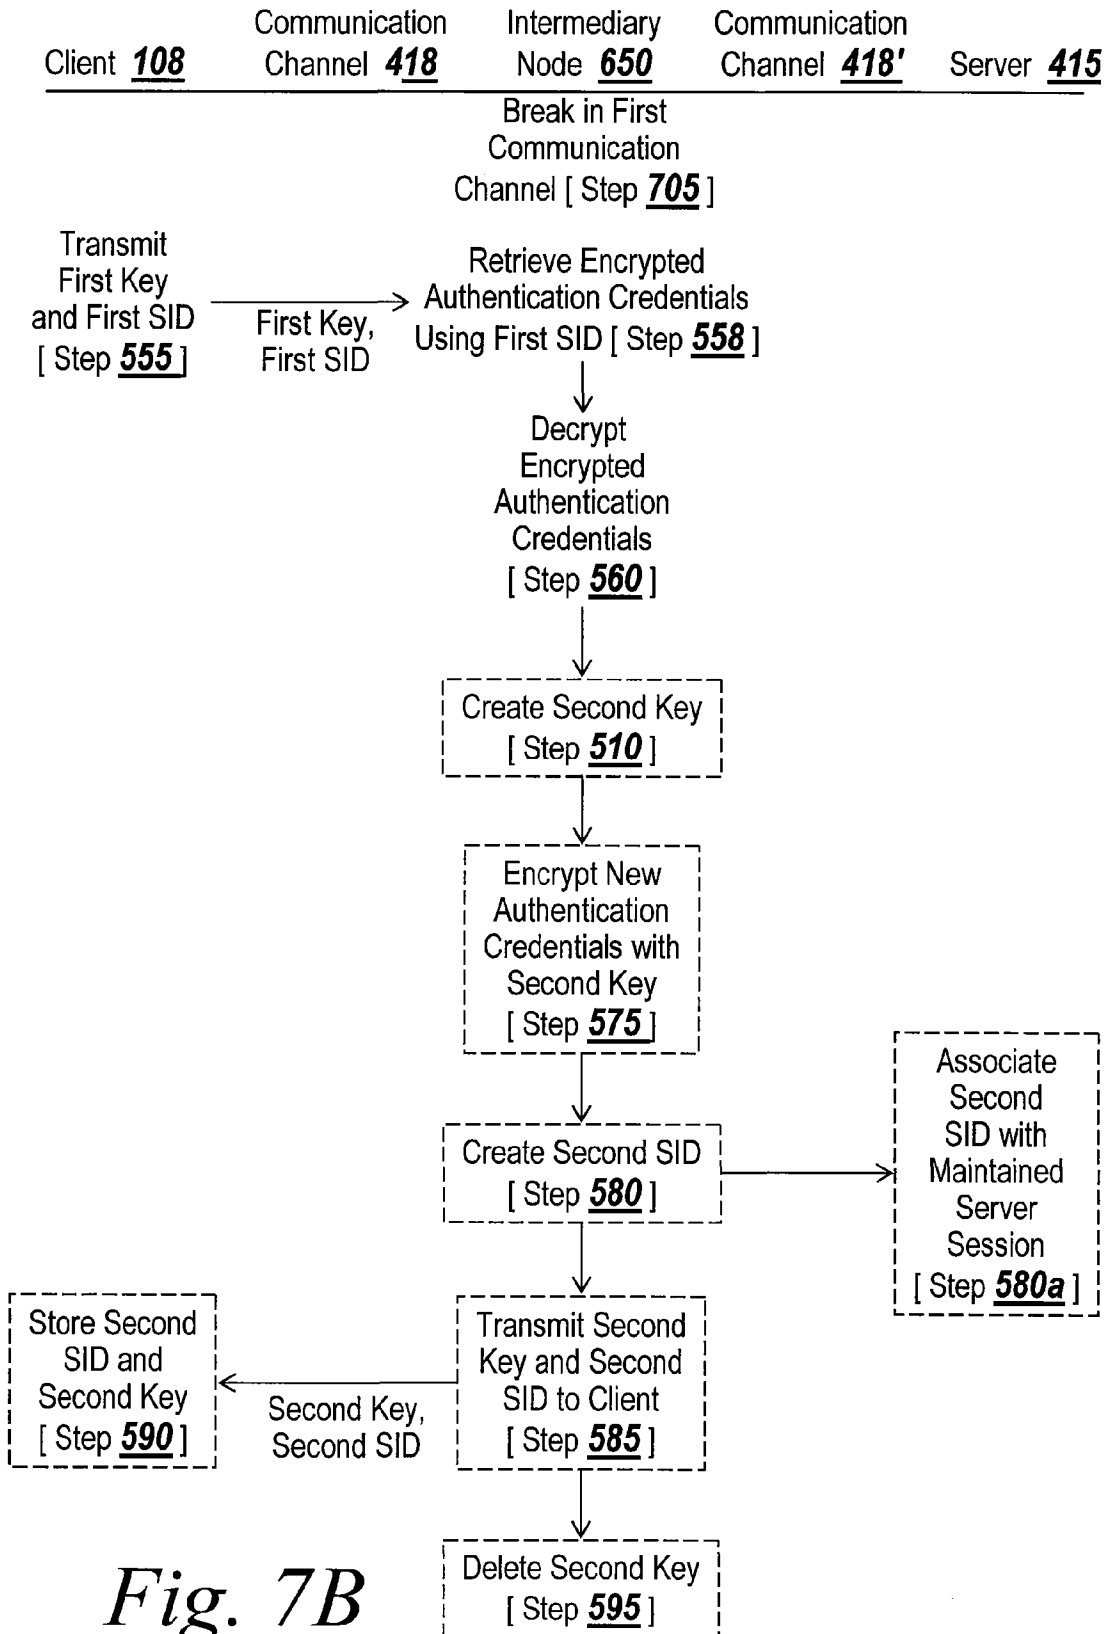 Communication Intermediary Communication
Client 108 Channel 418 Node 650 Channel 418' Server 415
Break in First
Communication
Channel [ Step 705 ]
Transmit
First Key
and First SID
[ Step 555 ]
First Key,
First SID
Retrieve Encrypted
Authentication Credentials
Using First SID [ Step 558 ]
Decrypt
Encrypted
Authentication
Credentials
[ Step 560 ]
Create Second Key
[ Step 510 ]
Encrypt New
Authentication
Credentials with
Second Key
[ Step 575 ]
Create Second SID
[ Step 580 ]
Associate
Second
SID with
Maintained
Server
Session
[ Step 580a ]
Transmit Second
Key and Second
SID to Client
[ Step 585 ]
Second Key,
Second SID
Store Second
SID and
Second Key
[ Step 590 ]
Delete Second Key
[ Step 595 ]
Fig. 7B